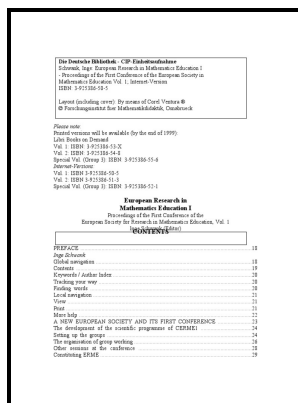 Die Deutsche Bibliothek - CIP-Einheitsaufnahme
Schwank, Inge: European Research in Mathematics Education I
- Proceedings of the First Conference of the European Society in
Mathematics Education Vol. 1; Internet-Version
ISBN: 3-925386-50-5
Layout (including cover): By means of Corel Ventura ®
© Forschungsinstitut fuer Mathematikdidaktik, Osnabrueck
Please note:
Printed versions will be available (by the end of 1999):
Libri Books on Demand
Vol. 1: ISBN: 3-925386-53-X
Vol. 2: ISBN: 3-925386-54-8
Special Vol. (Group 3): ISBN: 3-925386-55-6
Internet-Versions:
Vol. 1: ISBN: 3-925386-50-5
Vol. 2: ISBN: 3-925386-51-3
Special Vol. (Group 3): ISBN: 3-925386-52-1
European Research in
Mathematics Education I
Proceedings of the First Conference of the
European Society for Research in Mathematics Education, Vol. 1
Inge Schwank (Editor)
CONTENTS
PREFACE 18
Inge Schwank
Global navigation 18
Contents 19
Keywords / Author Index 20
Tracking your way 20
Finding words 20
Local navigation 21
View 21
Print 21
More help 22
A NEW EUROPEAN SOCIETY AND ITS FIRST CONFERENCE 23
The development of the scientific programme of CERME1 24
Setting up the groups 24
The organisation of group working 26
Other sessions at the conference 28
Constituting ERME 29